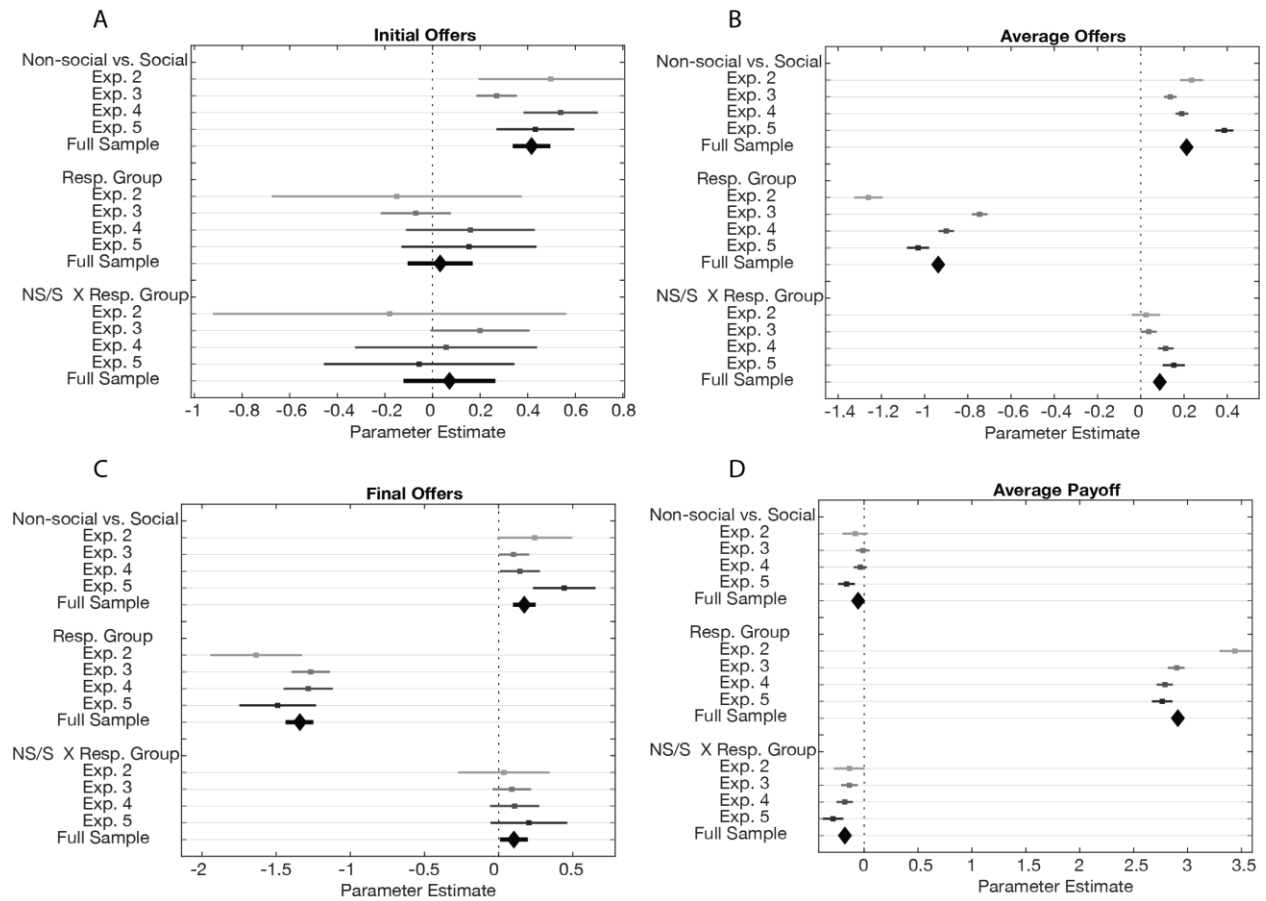 A
Initial Offers
Non-social vs. Social
Exp. 2
Exp. 3
Exp. 4
Exp. 5
Full Sample
Resp. Group
Exp. 2
Exp. 3
Exp. 4
Exp. 5
Full Sample
NS/S X Resp. Group
Exp. 2
Exp. 3
Exp. 4
Exp. 5
Full Sample
-1 -0.8 -0.6 -0.4 -0.2 0 0.2 0.4 0.6 0.8
Parameter Estimate
B
Average Offers
Non-social vs. Social
Exp. 2
Exp. 3
Exp. 4
Exp. 5
Full Sample
Resp. Group
Exp. 2
Exp. 3
Exp. 4
Exp. 5
Full Sample
NS/S X Resp. Group
Exp. 2
Exp. 3
Exp. 4
Exp. 5
Full Sample
-1.4 -1.2 -1 -0.8 -0.6 -0.4 -0.2 0 0.2 0.4
Parameter Estimate
C
Final Offers
Non-social vs. Social
Exp. 2
Exp. 3
Exp. 4
Exp. 5
Full Sample
Resp. Group
Exp. 2
Exp. 3
Exp. 4
Exp. 5
Full Sample
NS/S X Resp. Group
Exp. 2
Exp. 3
Exp. 4
Exp. 5
Full Sample
-2 -1.5 -1 -0.5 0 0.5
Parameter Estimate
D
Average Payoff
Non-social vs. Social
Exp. 2
Exp. 3
Exp. 4
Exp. 5
Full Sample
Resp. Group
Exp. 2
Exp. 3
Exp. 4
Exp. 5
Full Sample
NS/S X Resp. Group
Exp. 2
Exp. 3
Exp. 4
Exp. 5
Full Sample
0 0.5 1 1.5 2 2.5 3 3.5
Parameter Estimate